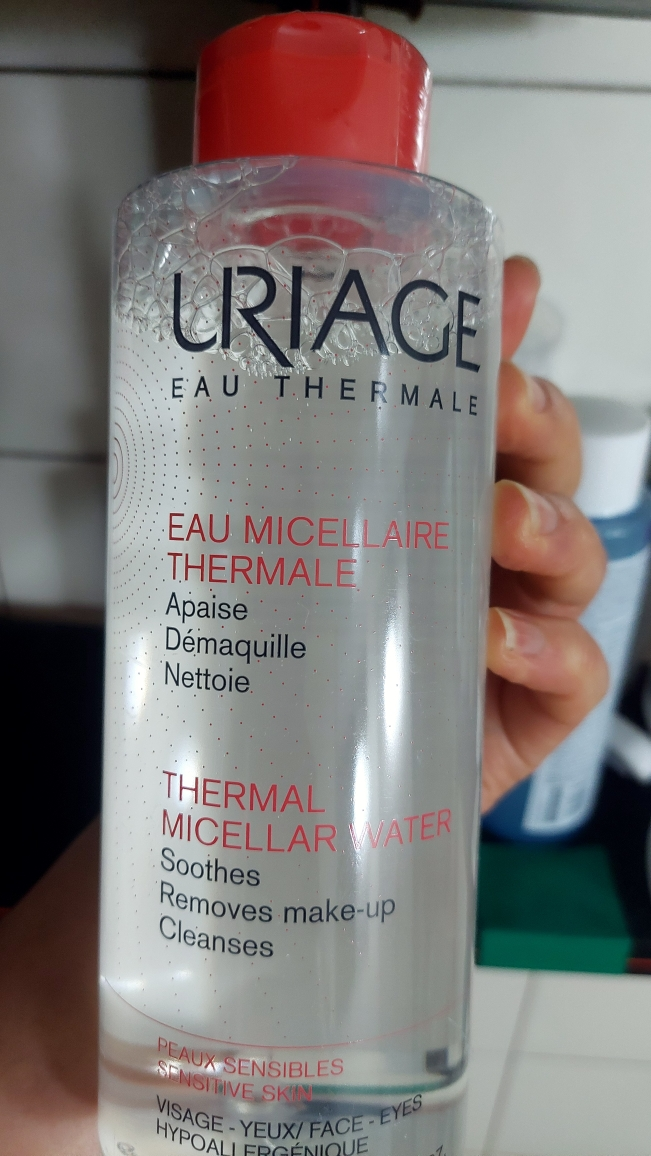 URIAGE
EAU THERMALE
EAU MICELLAIRE
THERMALE
Apaise
Démaquille
Nettoie
THERMAL
MICELLAR WATER
Soothes
Removes make-up
Cleanses
PEAUX SENSIBLES
SENSITIVE SKIN
VISAGE - YEUX/ FACE - EYES
HYPOALLERGÉNIQUE